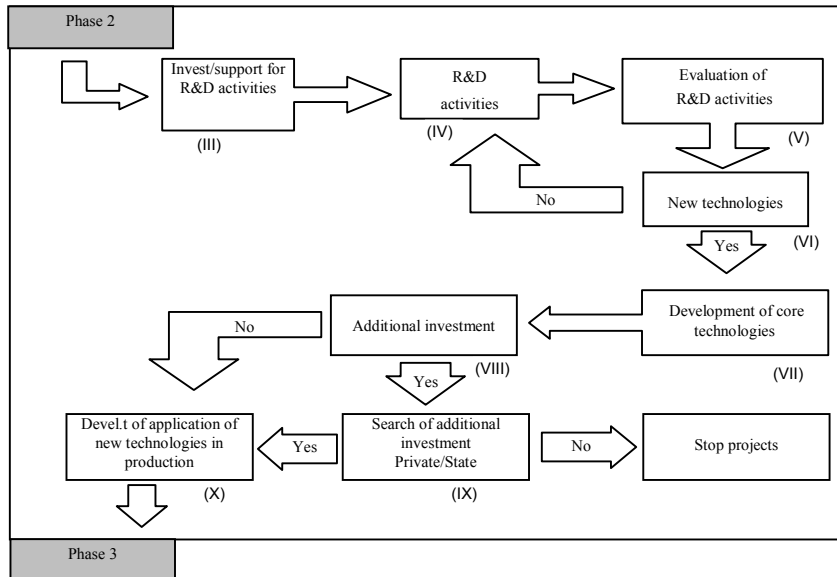 Phase 2
Invest/support for
R&D activities
(III)
R&D
activities
(IV)
Evaluation of
R&D activities
(V)
No
New technologies
(VI)
Yes
Development of core
technologies
(VII)
Additional investment
(VIII)
No
Yes
Devel.t of application of
new technologies in
production
(X)
Yes
Search of additional
investment
Private/State
(IX)
No
Stop projects
Phase 3